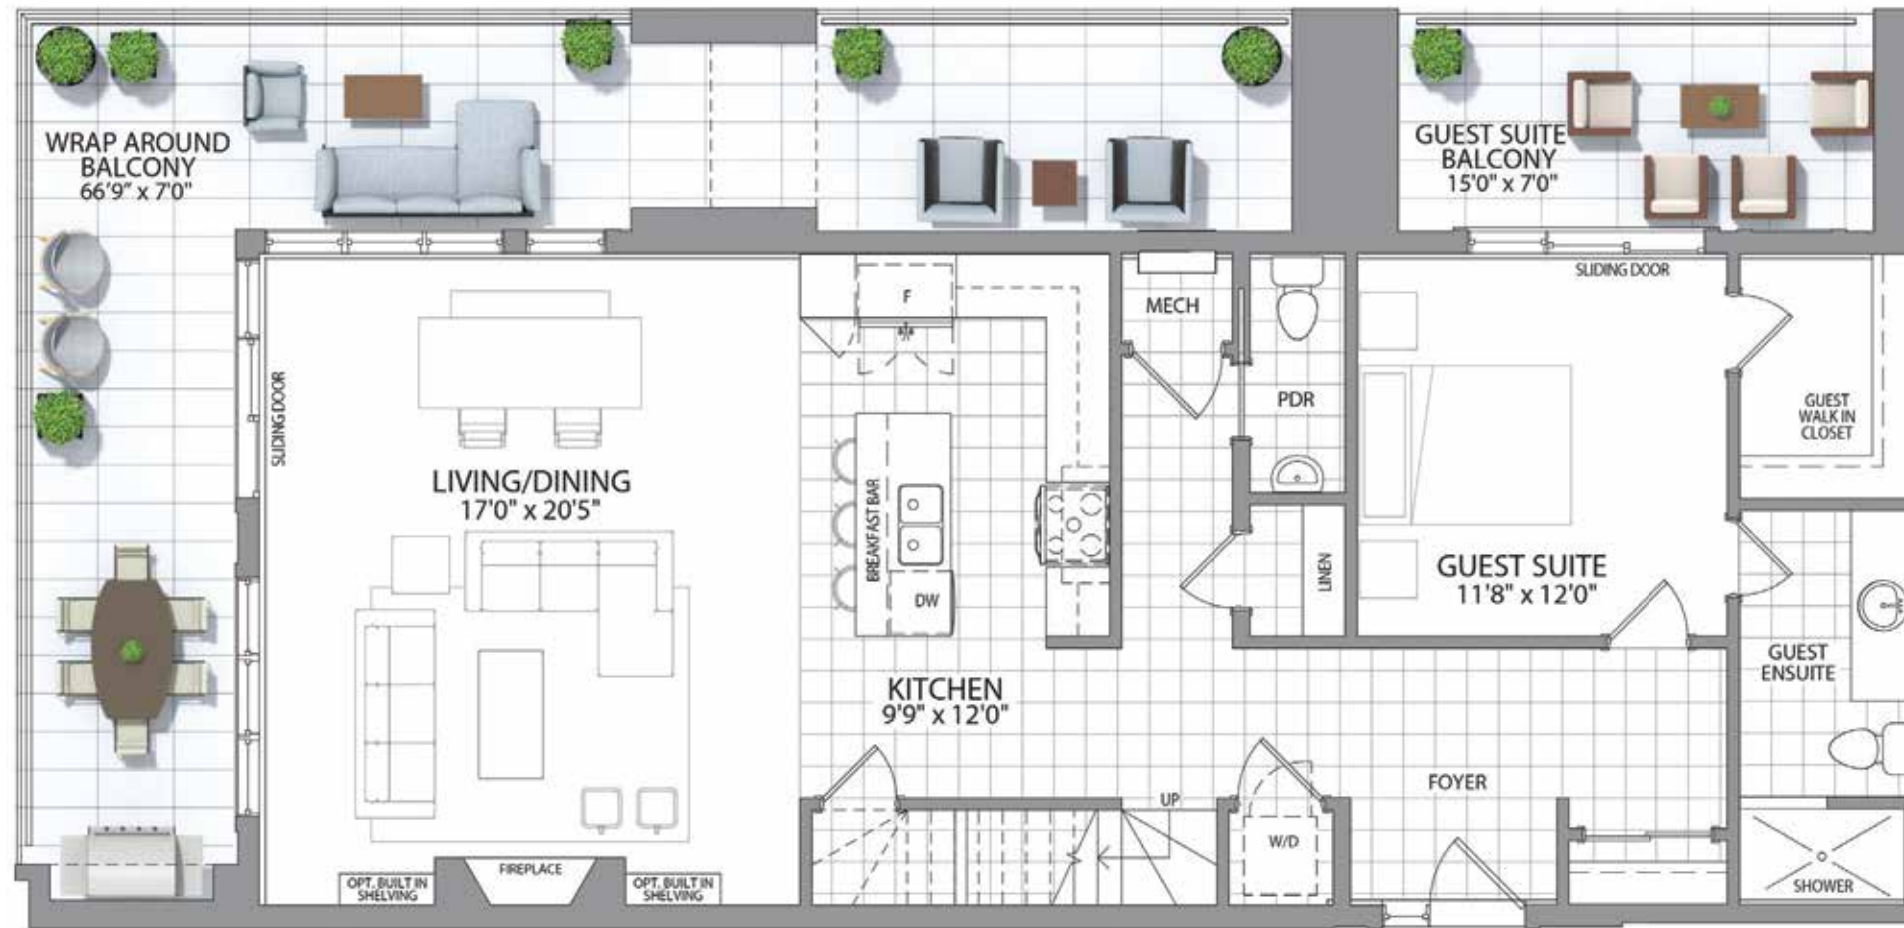 WRAP AROUND
BALCONY
66'9" x 7'0"
GUEST SUITE
BALCONY
15'0" x 7'0"
SLIDING DOOR
SLIDING DOOR
LIVING/DINING
17'0" x 20'5"
F
MECH
PDR
BREAKFAST BAR
DW
LINEN
GUEST
WALK IN
CLOSET
GUEST SUITE
11'8" x 12'0"
GUEST
ENSUITE
KITCHEN
9'9" x 12'0"
UP
FOYER
W/D
OPT. BUILT IN
SHELVING
FIREPLACE
OPT. BUILT IN
SHELVING
SHOWER